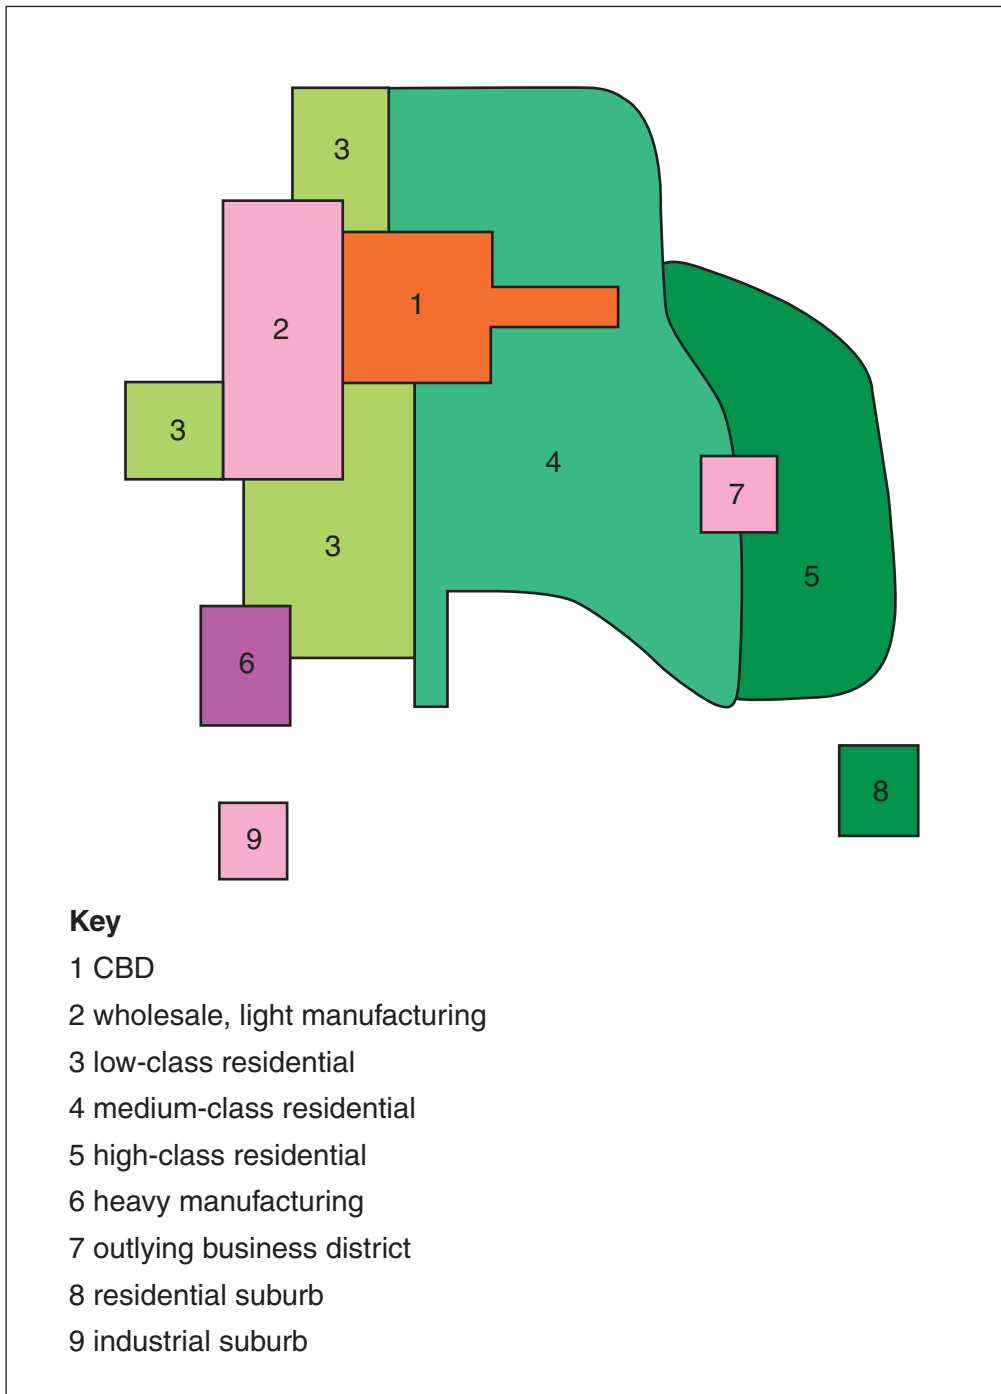 3
1
2
3
4
7
3
5
6
8
9
Key
1 CBD
2 wholesale, light manufacturing
3 low-class residential
4 medium-class residential
5 high-class residential
6 heavy manufacturing
7 outlying business district
8 residential suburb
9 industrial suburb